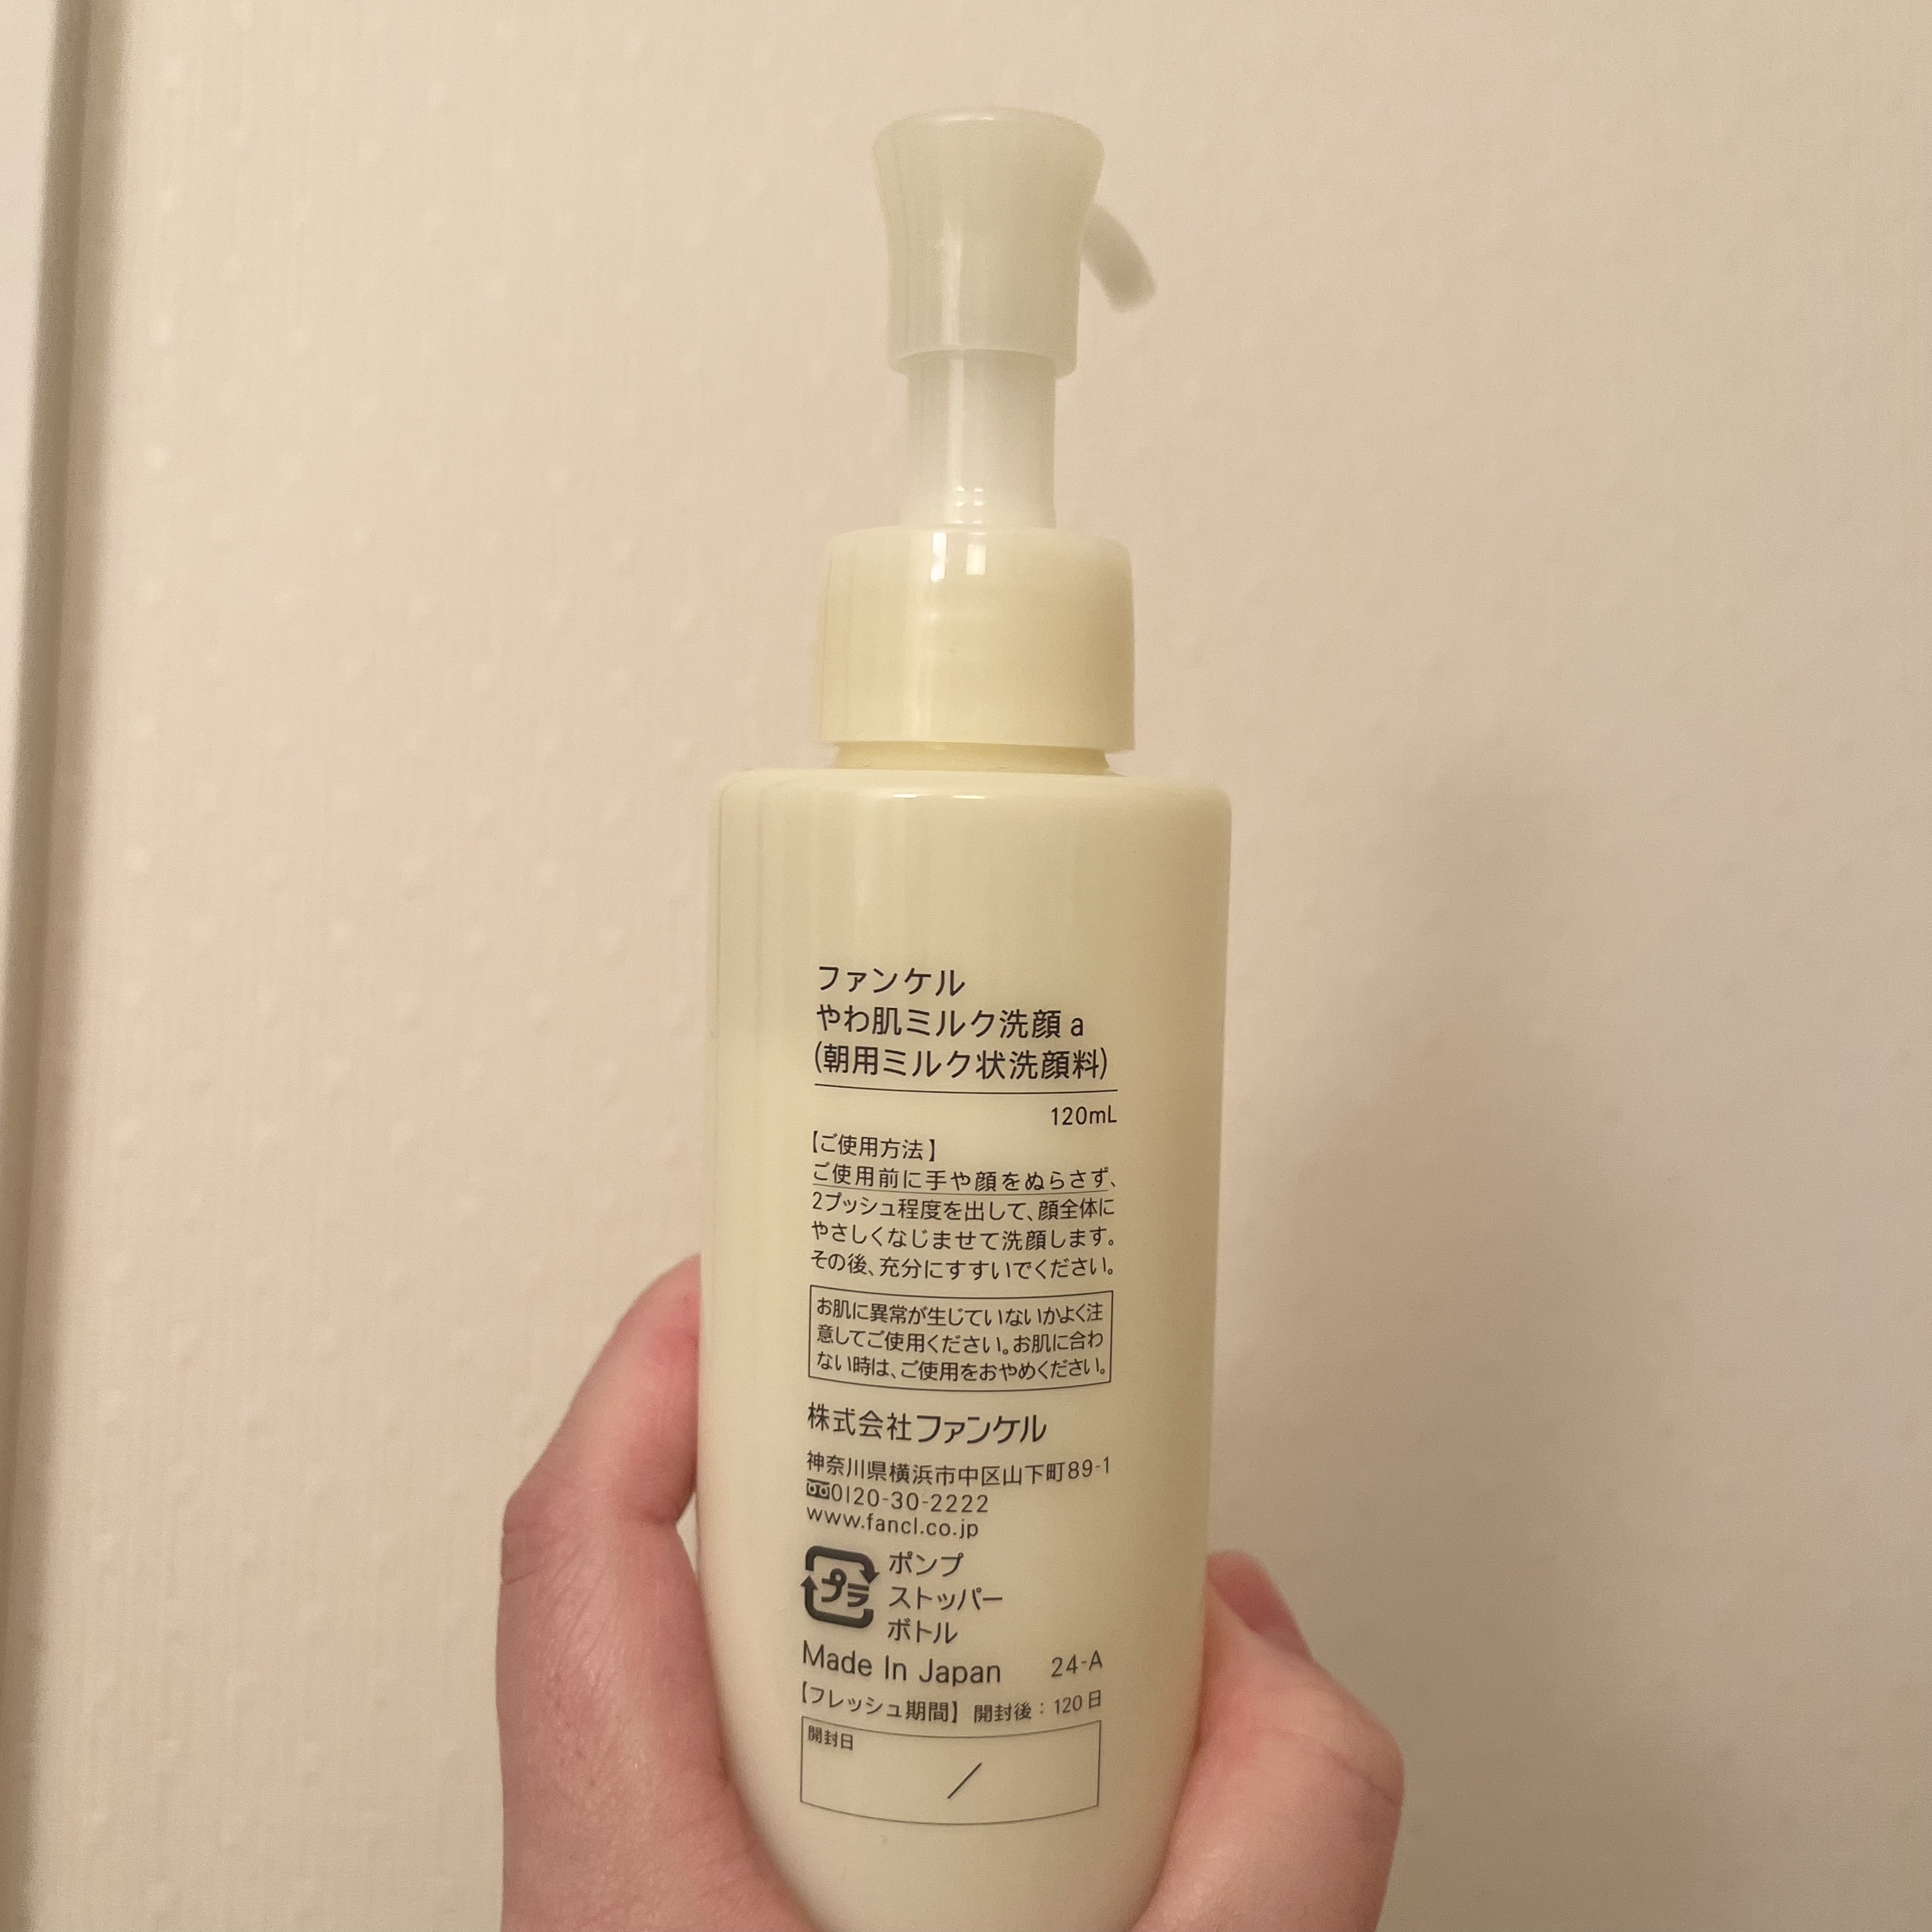 ファンケル
やわ肌ミルク洗顔 a
(朝用ミルク状洗顔料)
120mL
【ご使用方法】
ご使用前に手や顔をぬらさず、
2プッシュ程度を出して、顔全体に
やさしくなじませて洗顔します。
その後、充分にすすいでください。
お肌に異常が生じていないかよく注
意してご使用ください。お肌に合わ
ない時は、ご使用をおやめください。
株式会社ファンケル
神奈川県横浜市中区山下町89-1
0120-30-2222
www.fancl.co.jp
プラ
ポンプ
ストッパー
ボトル
Made In Japan 24-A
【フレッシュ期間】開封後：120日
開封日
／